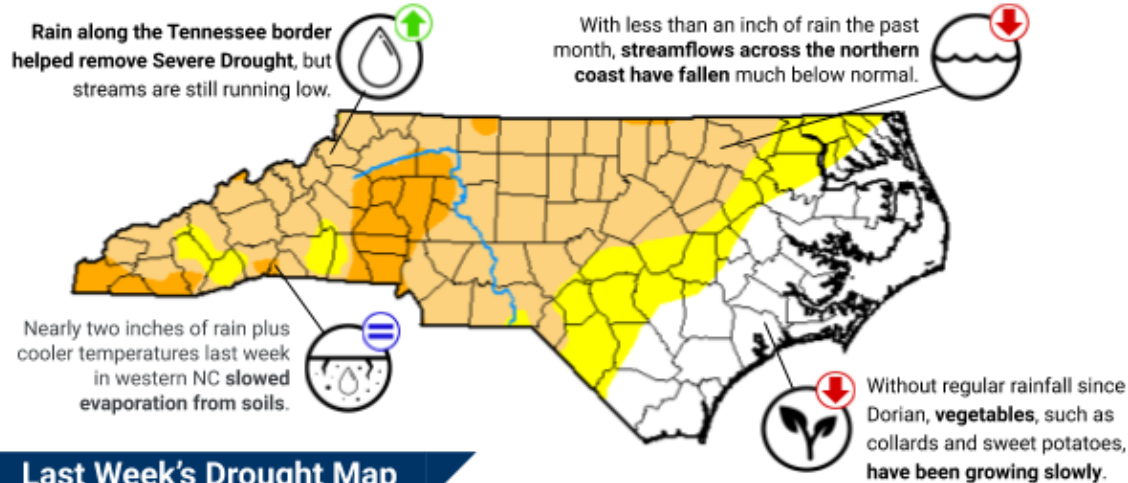 Rain along the Tennessee border
helped remove Severe Drought, but
streams are still running low.
With less than an inch of rain the past
month, streamflows across the northern
coast have fallen much below normal.
Nearly two inches of rain plus
cooler temperatures last week
in western NC slowed
evaporation from soils.
Without regular rainfall since
Dorian, vegetables, such as
collards and sweet potatoes,
have been growing slowly.
Last Week's Drought Map